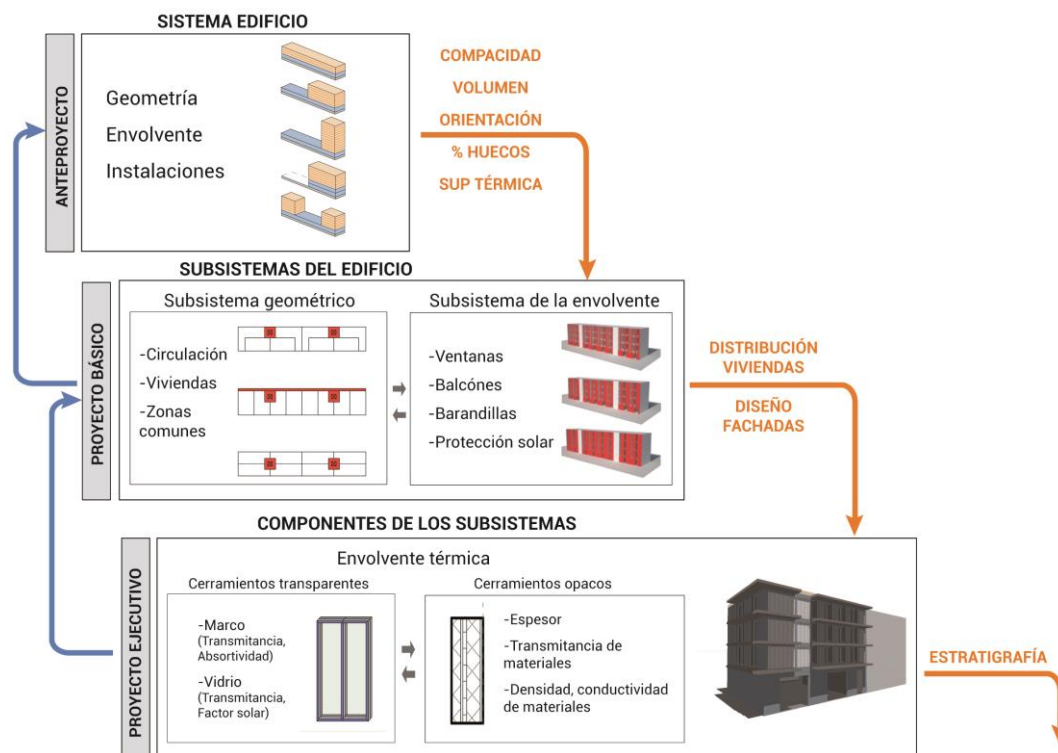 SISTEMA EDIFICIO
ANTEPROYECTO
Geometría
Envolvente
Instalaciones
COMPACIDAD
VOLUMEN
ORIENTACIÓN
% HUECOS
SUP TÉRMICA
SUBSISTEMAS DEL EDIFICIO
PROYECTO BÁSICO
Subsistema geométrico
-Circulación
-Viviendas
-Zonas
comunes
Subsistema de la envolvente
-Ventanas
-Balcónes
-Barandillas
-Protección solar
DISTRIBUCIÓN
VIVIENDAS
DISEÑO
FACHADAS
COMPONENTES DE LOS SUBSISTEMAS
PROYECTO EJECUTIVO
Envolvente térmica
Cerramientos transparentes
-Marco
(Transmitancia,
Absortividad)
-Vidrio
(Transmitancia,
Factor solar)
Cerramientos opacos
-Espesor
-Transmitancia de
materiales
-Densidad, conductividad
de materiales
ESTRATIGRAFÍA